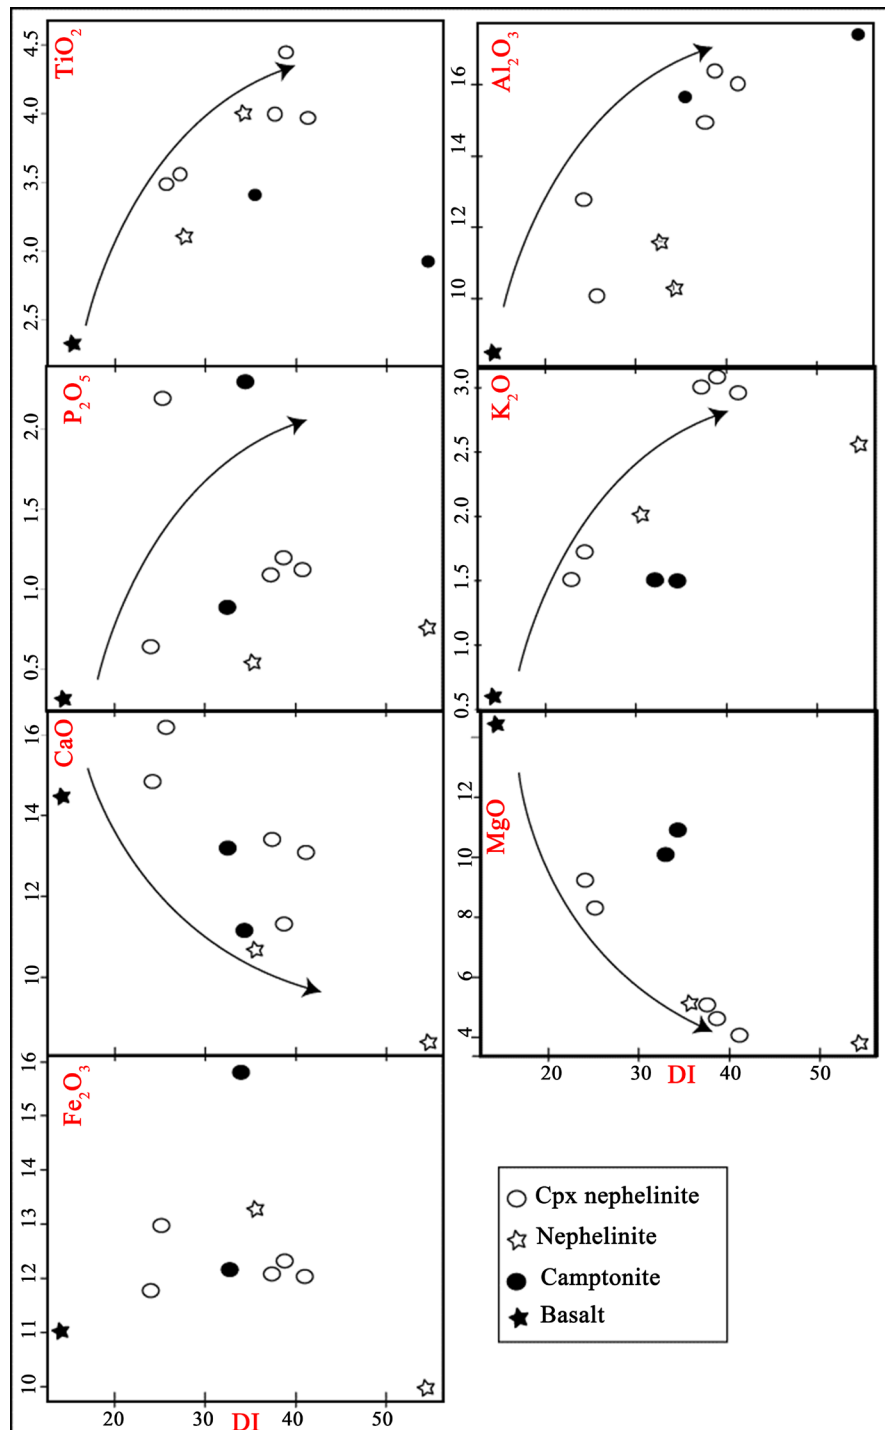 TiO₂
4.5
4.0
3.5
3.0
2.5
Al₂O₃
16
14
12
10
P₂O₅
2.0
1.5
1.0
0.5
K₂O
3.0
2.5
2.0
1.5
1.0
0.5
CaO
16
14
12
10
MgO
12
10
8
6
4
20 30 40 50
DI
Fe₂O₃
16
15
14
13
12
11
10
20 30 40 50
DI
Cpx nephelinite
Nephelinite
Camptonite
Basalt